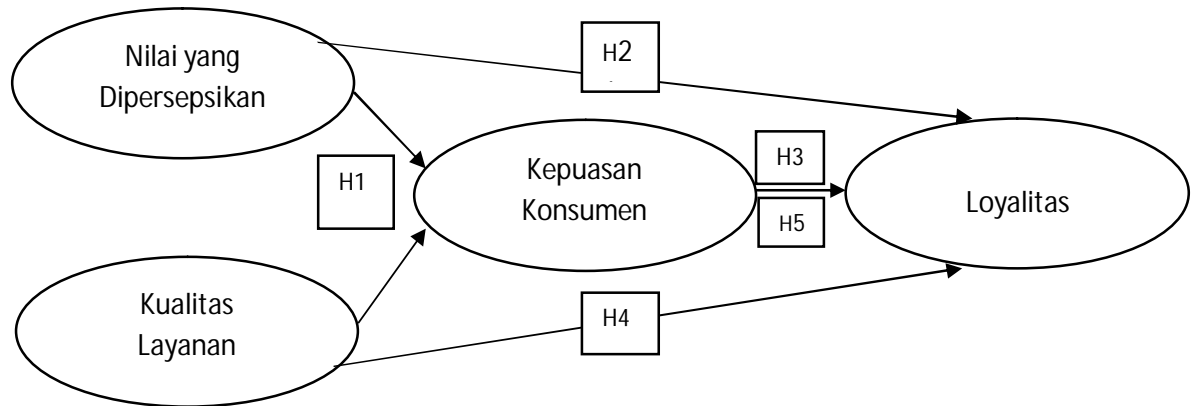 Nilai yang
Dipersepsikan
H2
H1
Kepuasan
Konsumen
H3
H5
Loyalitas
Kualitas
Layanan
H4